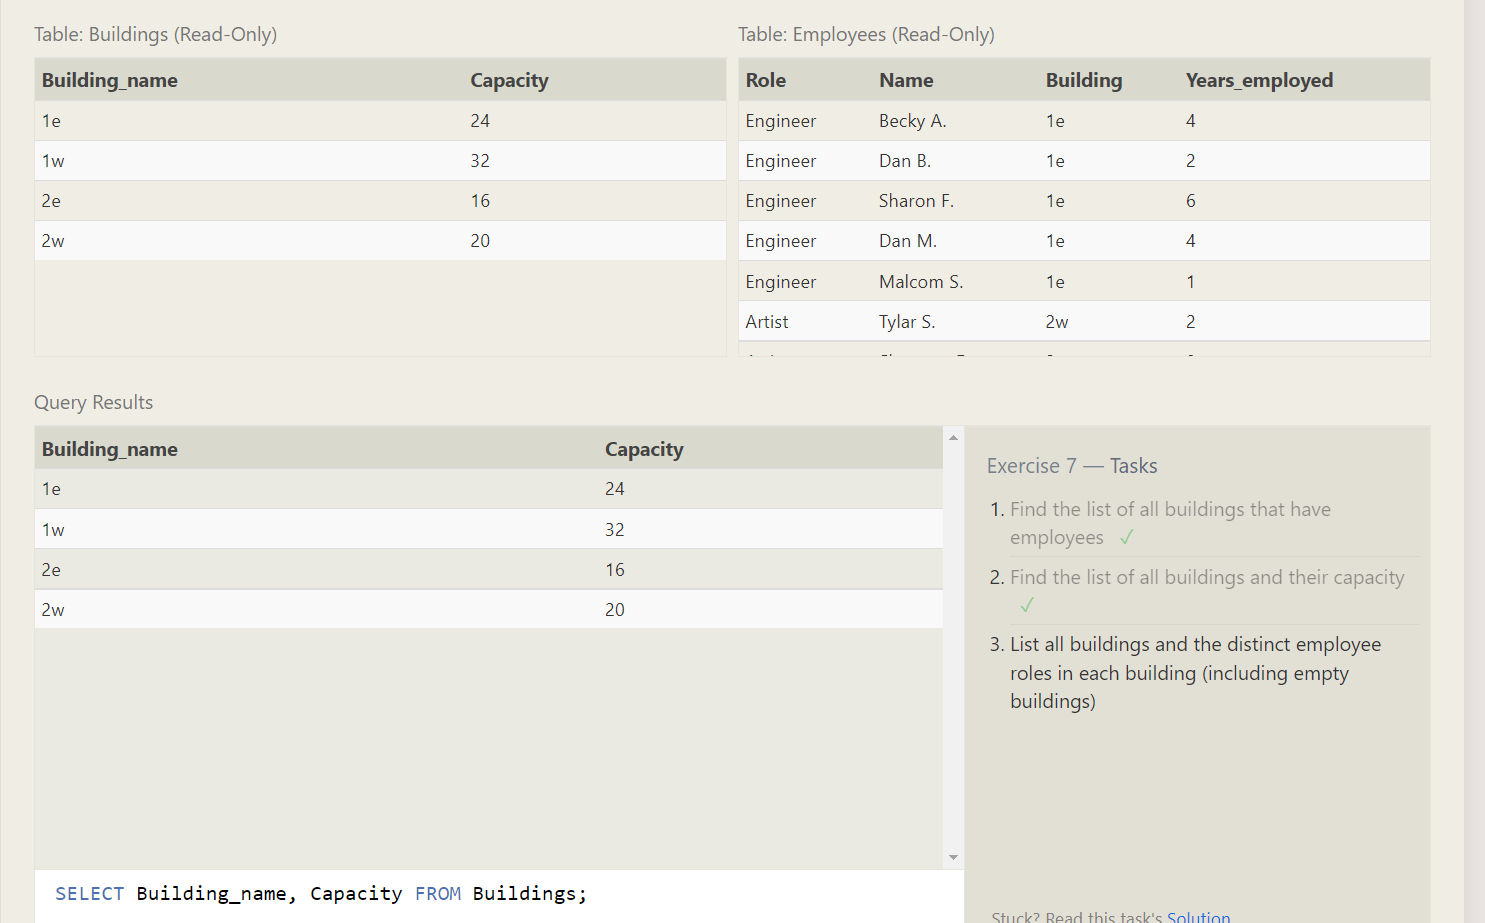 Table: Buildings (Read-Only)
Building_name Capacity
1e 24
1w 32
2e 16
2w 20
Table: Employees (Read-Only)
Role Name Building Years_employed
Engineer Becky A. 1e 4
Engineer Dan B. 1e 2
Engineer Sharon F. 1e 6
Engineer Dan M. 1e 4
Engineer Malcom S. 1e 1
Artist Tylar S. 2w 2
Query Results
Building_name Capacity
1e 24
1w 32
2e 16
2w 20
SELECT Building_name, Capacity FROM Buildings;
Exercise 7 — Tasks
1. Find the list of all buildings that have
employees ✓
2. Find the list of all buildings and their capacity
✓
3. List all buildings and the distinct employee
roles in each building (including empty
buildings)
Stuck? Read this task's Solution